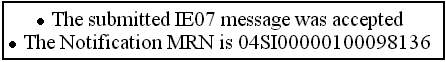 • The submitted IE07 message was accepted
• The Notification MRN is 04SI00000100098136